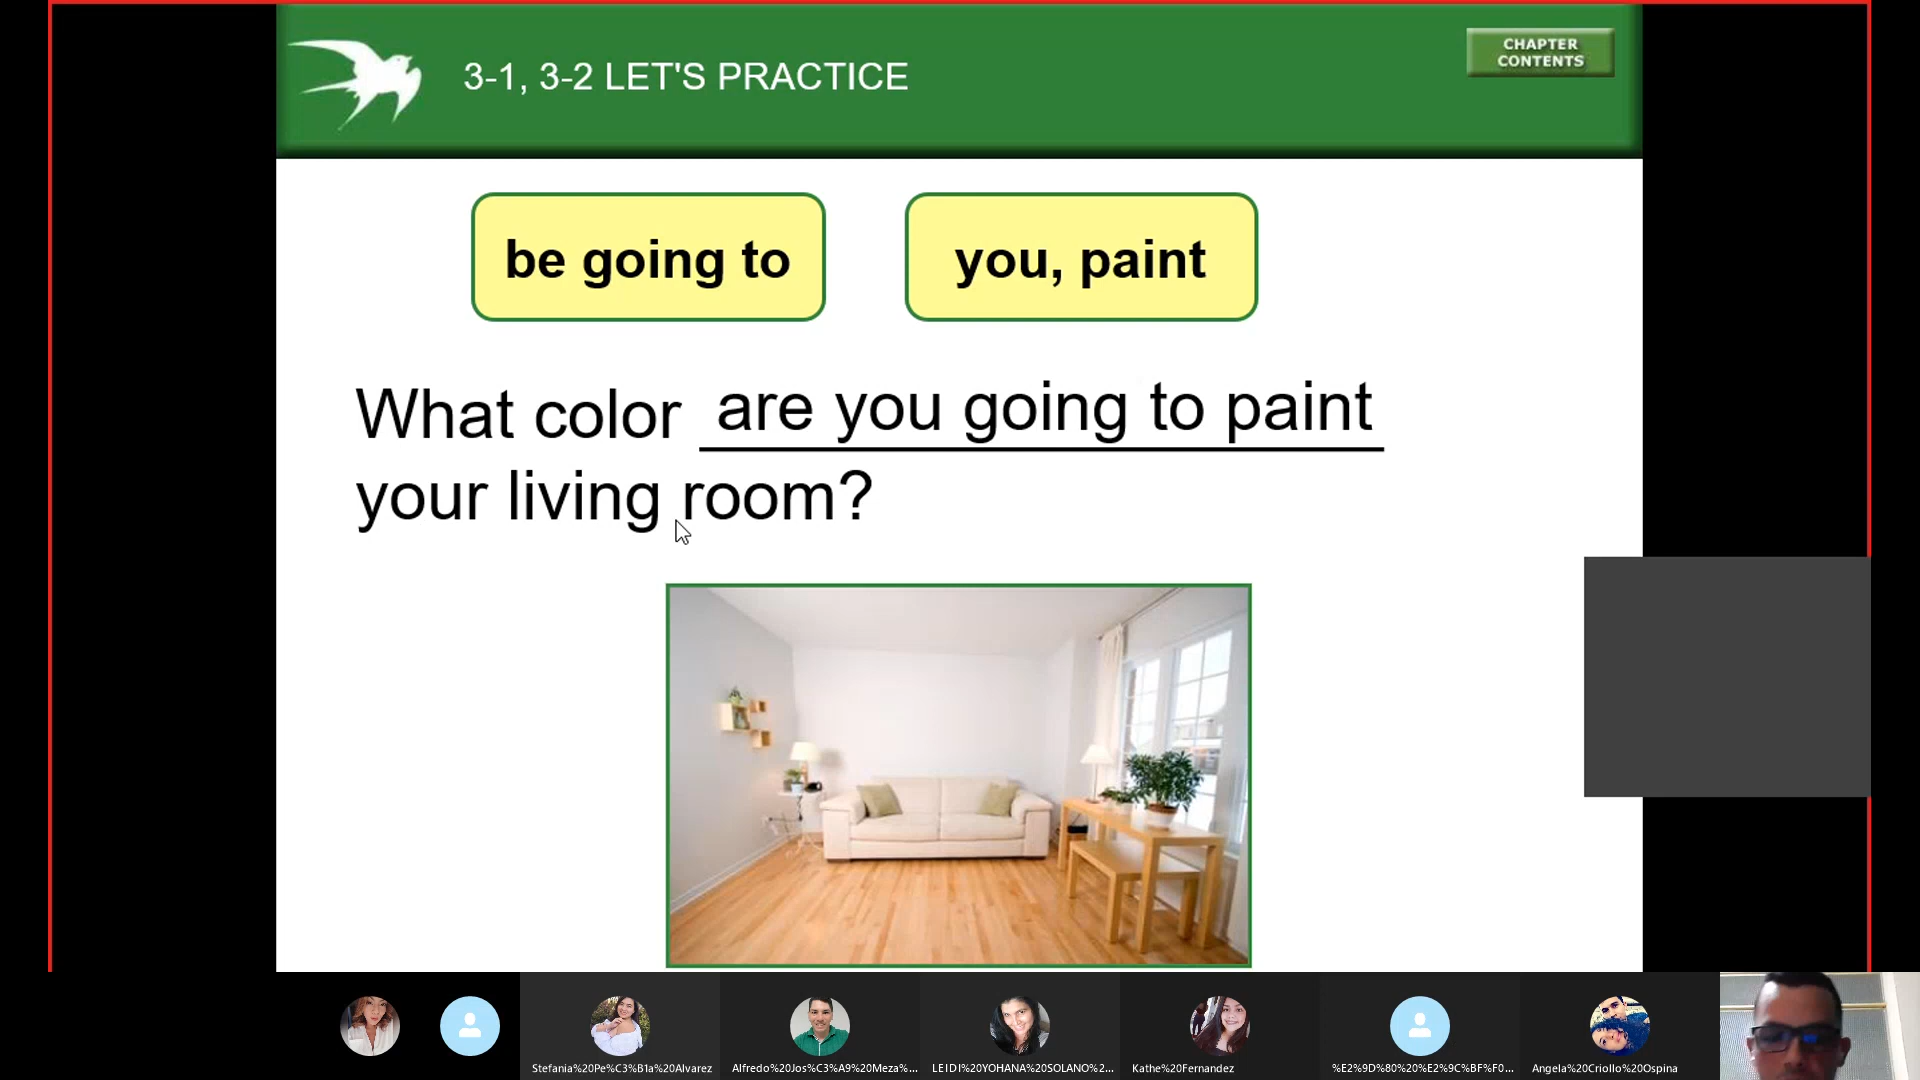 3-1, 3-2 LET'S PRACTICE
CHAPTER
CONTENTS
be going to
you, paint
What color are you going to paint
your living room?
Stefania%20Pe%C3%B1a%20Alvarez
Alfredo%20Jos%C3%A9%20Meza%...
LEIDI%20YOHANA%20SOLANO%2...
Kathe%20Fernandez
%E2%9D%80%20%E2%9C%BF%F0...
Angela%20Criollo%20Ospina